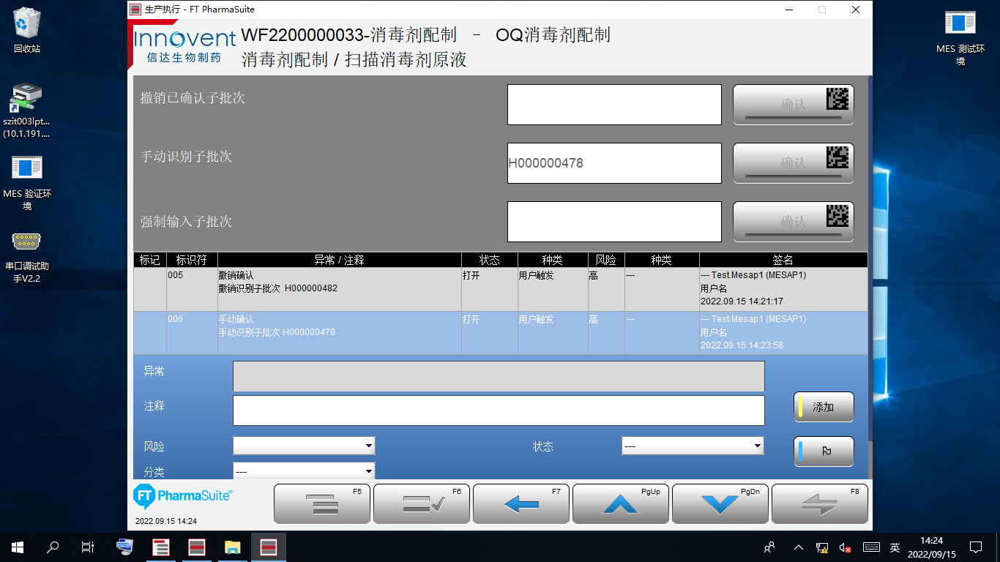 生产执行 - FT PharmaSuite
Innovent
信达生物制药
WF2200000033-消毒剂配制 - OQ消毒剂配制
消毒剂配制 / 扫描消毒剂原液
撤销已确认子批次
确认
手动识别子批次
H000000478
确认
强制输入子批次
确认
标记 标识符 异常 / 注释 状态 种类 风险 种类 签名
005 撤销确认 打开 用户触发 高 --- --- Test.Mesap1 (MESAP1)
撤销识别子批次 H000000482 用户名
2022.09.15 14:21:17
006 手动确认 打开 用户触发 高 --- --- Test.Mesap1 (MESAP1)
手动识别子批次 H000000478 用户名
2022.09.15 14:23:58
异常
注释
添加
风险
状态 ---
分类 ---
FT PharmaSuite®
2022.09.15 14:24
F5 F6 F7 PgUp PgDn F8
回收站
szit003lpt...
(10.1.191....
MES 验证环
境
串口调试助
手V2.2
MES 测试环
境
英
14:24
2022/09/15